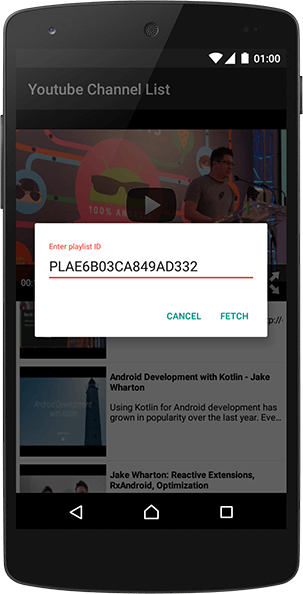 01:00
Youtube Channel List
100% AN
Enter playlist ID
PLAE6B03CA849AD332
00:
CANCEL
FETCH
http://-
Android Development with Kotlin - Jake
Wharton
Using Kotlin for Android development has
grown in popularity over the last year. Eve...
Android Development
with Kotlin
Jake Wharton: Reactive Extensions,
RxAndroid, Optimization